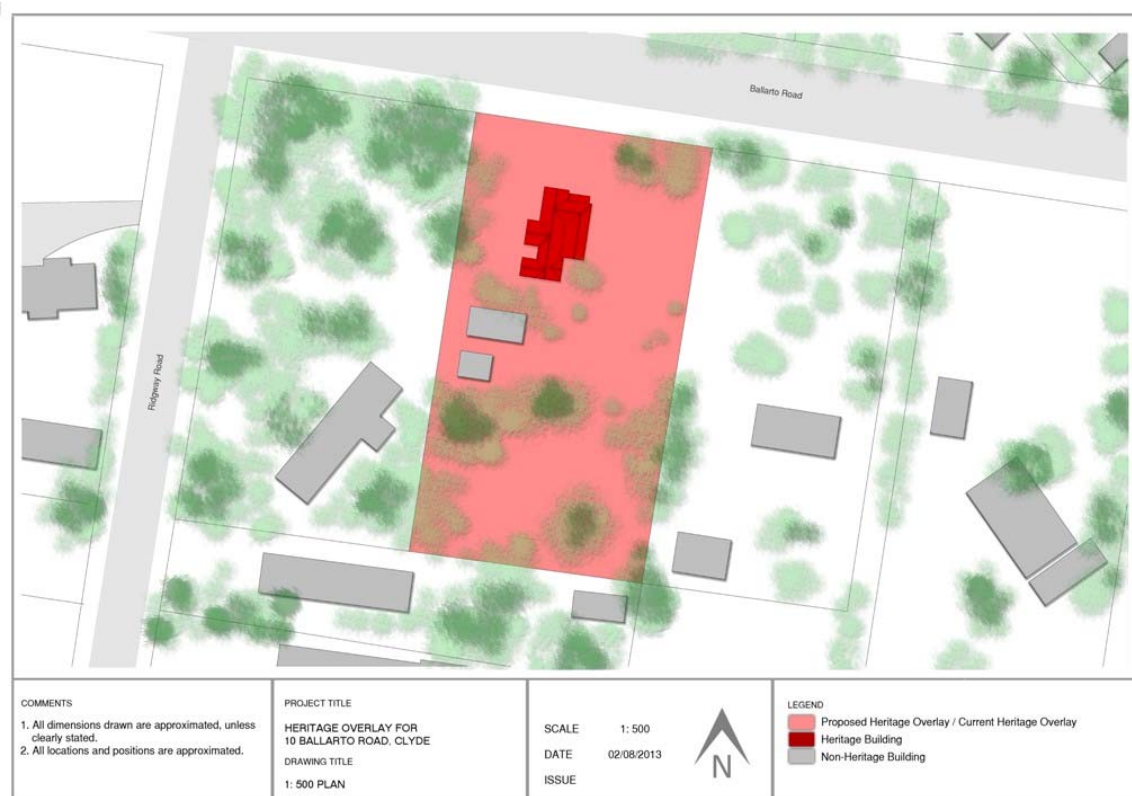 Ballarto Road
Ridgway Road
COMMENTS
1. All dimensions drawn are approximated, unless
clearly stated.
2. All locations and positions are approximated.
PROJECT TITLE
HERITAGE OVERLAY FOR
10 BALLARTO ROAD, CLYDE
DRAWING TITLE
1: 500 PLAN
SCALE 1: 500
DATE 02/08/2013
ISSUE
N
LEGEND
Proposed Heritage Overlay / Current Heritage Overlay
Heritage Building
Non-Heritage Building